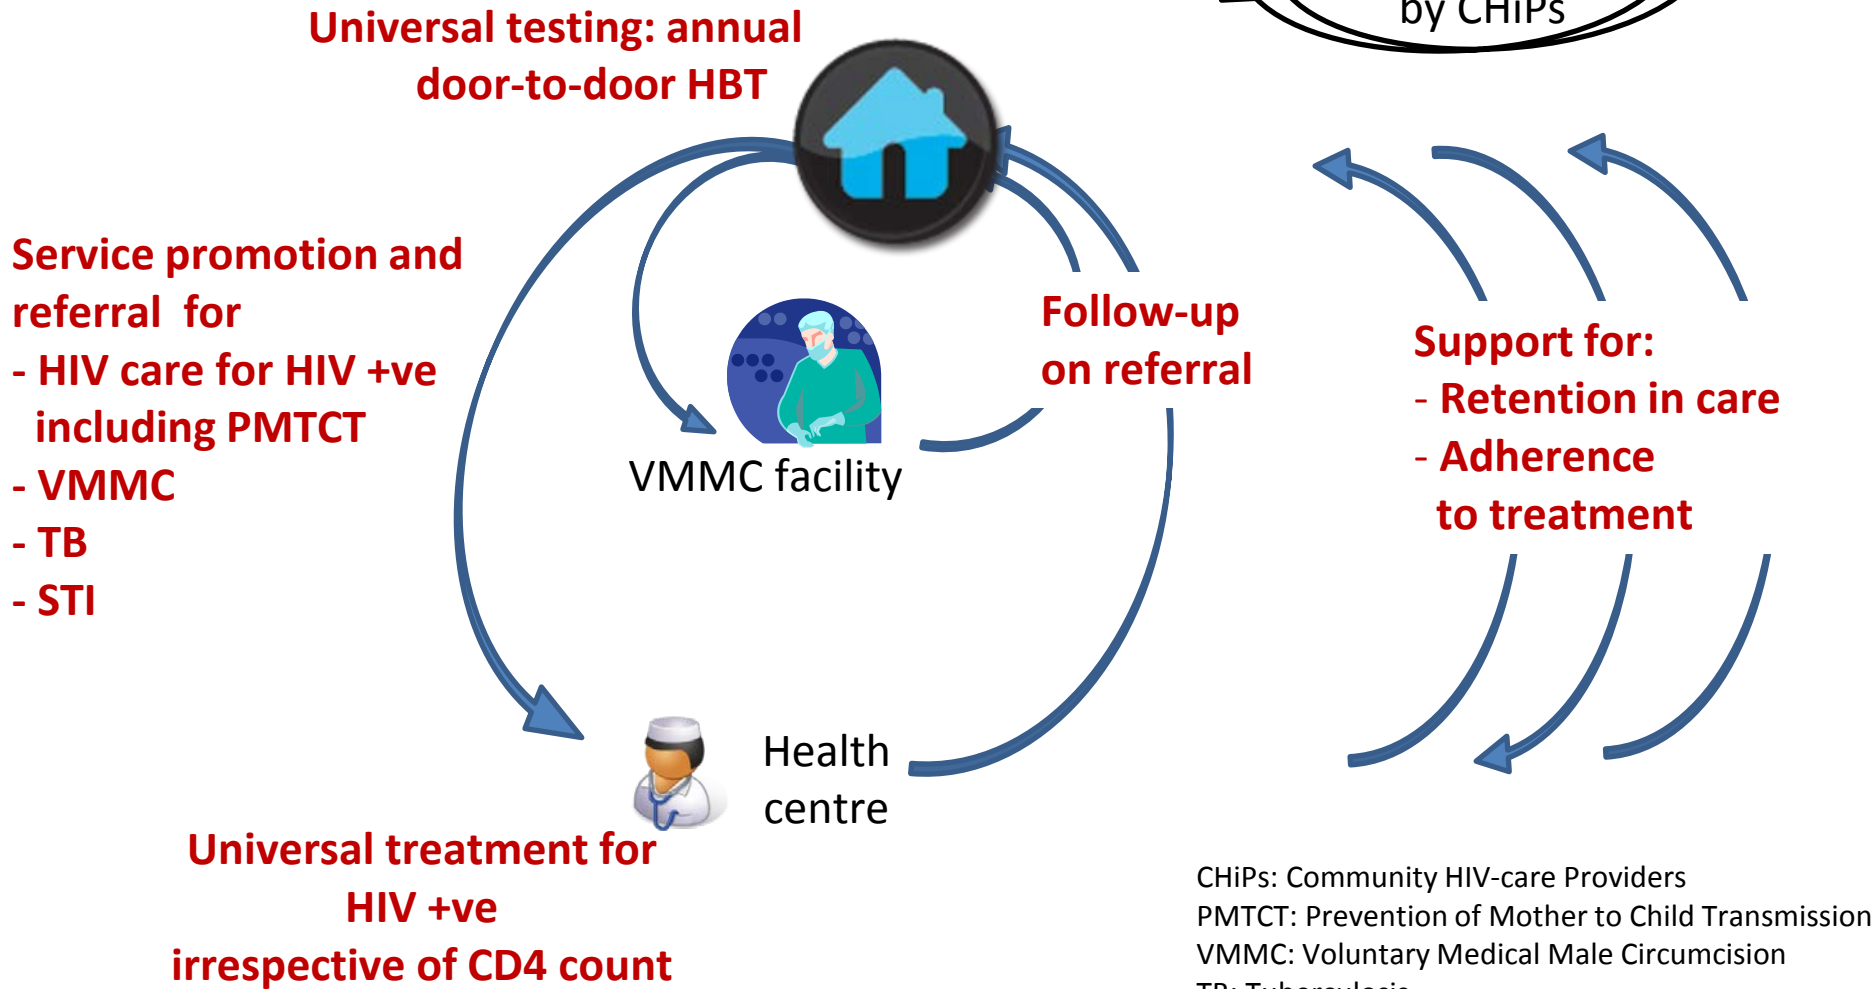 by CHiPs
Universal testing: annual
door-to-door HBT
Service promotion and
referral for
- HIV care for HIV +ve
including PMTCT
- VMMC
- TB
- STI
VMMC facility
Follow-up
on referral
Support for:
- Retention in care
- Adherence
to treatment
Health
centre
Universal treatment for
HIV +ve
irrespective of CD4 count
CHiPs: Community HIV-care Providers
PMTCT: Prevention of Mother to Child Transmission
VMMC: Voluntary Medical Male Circumcision
TB: Tuberculosis